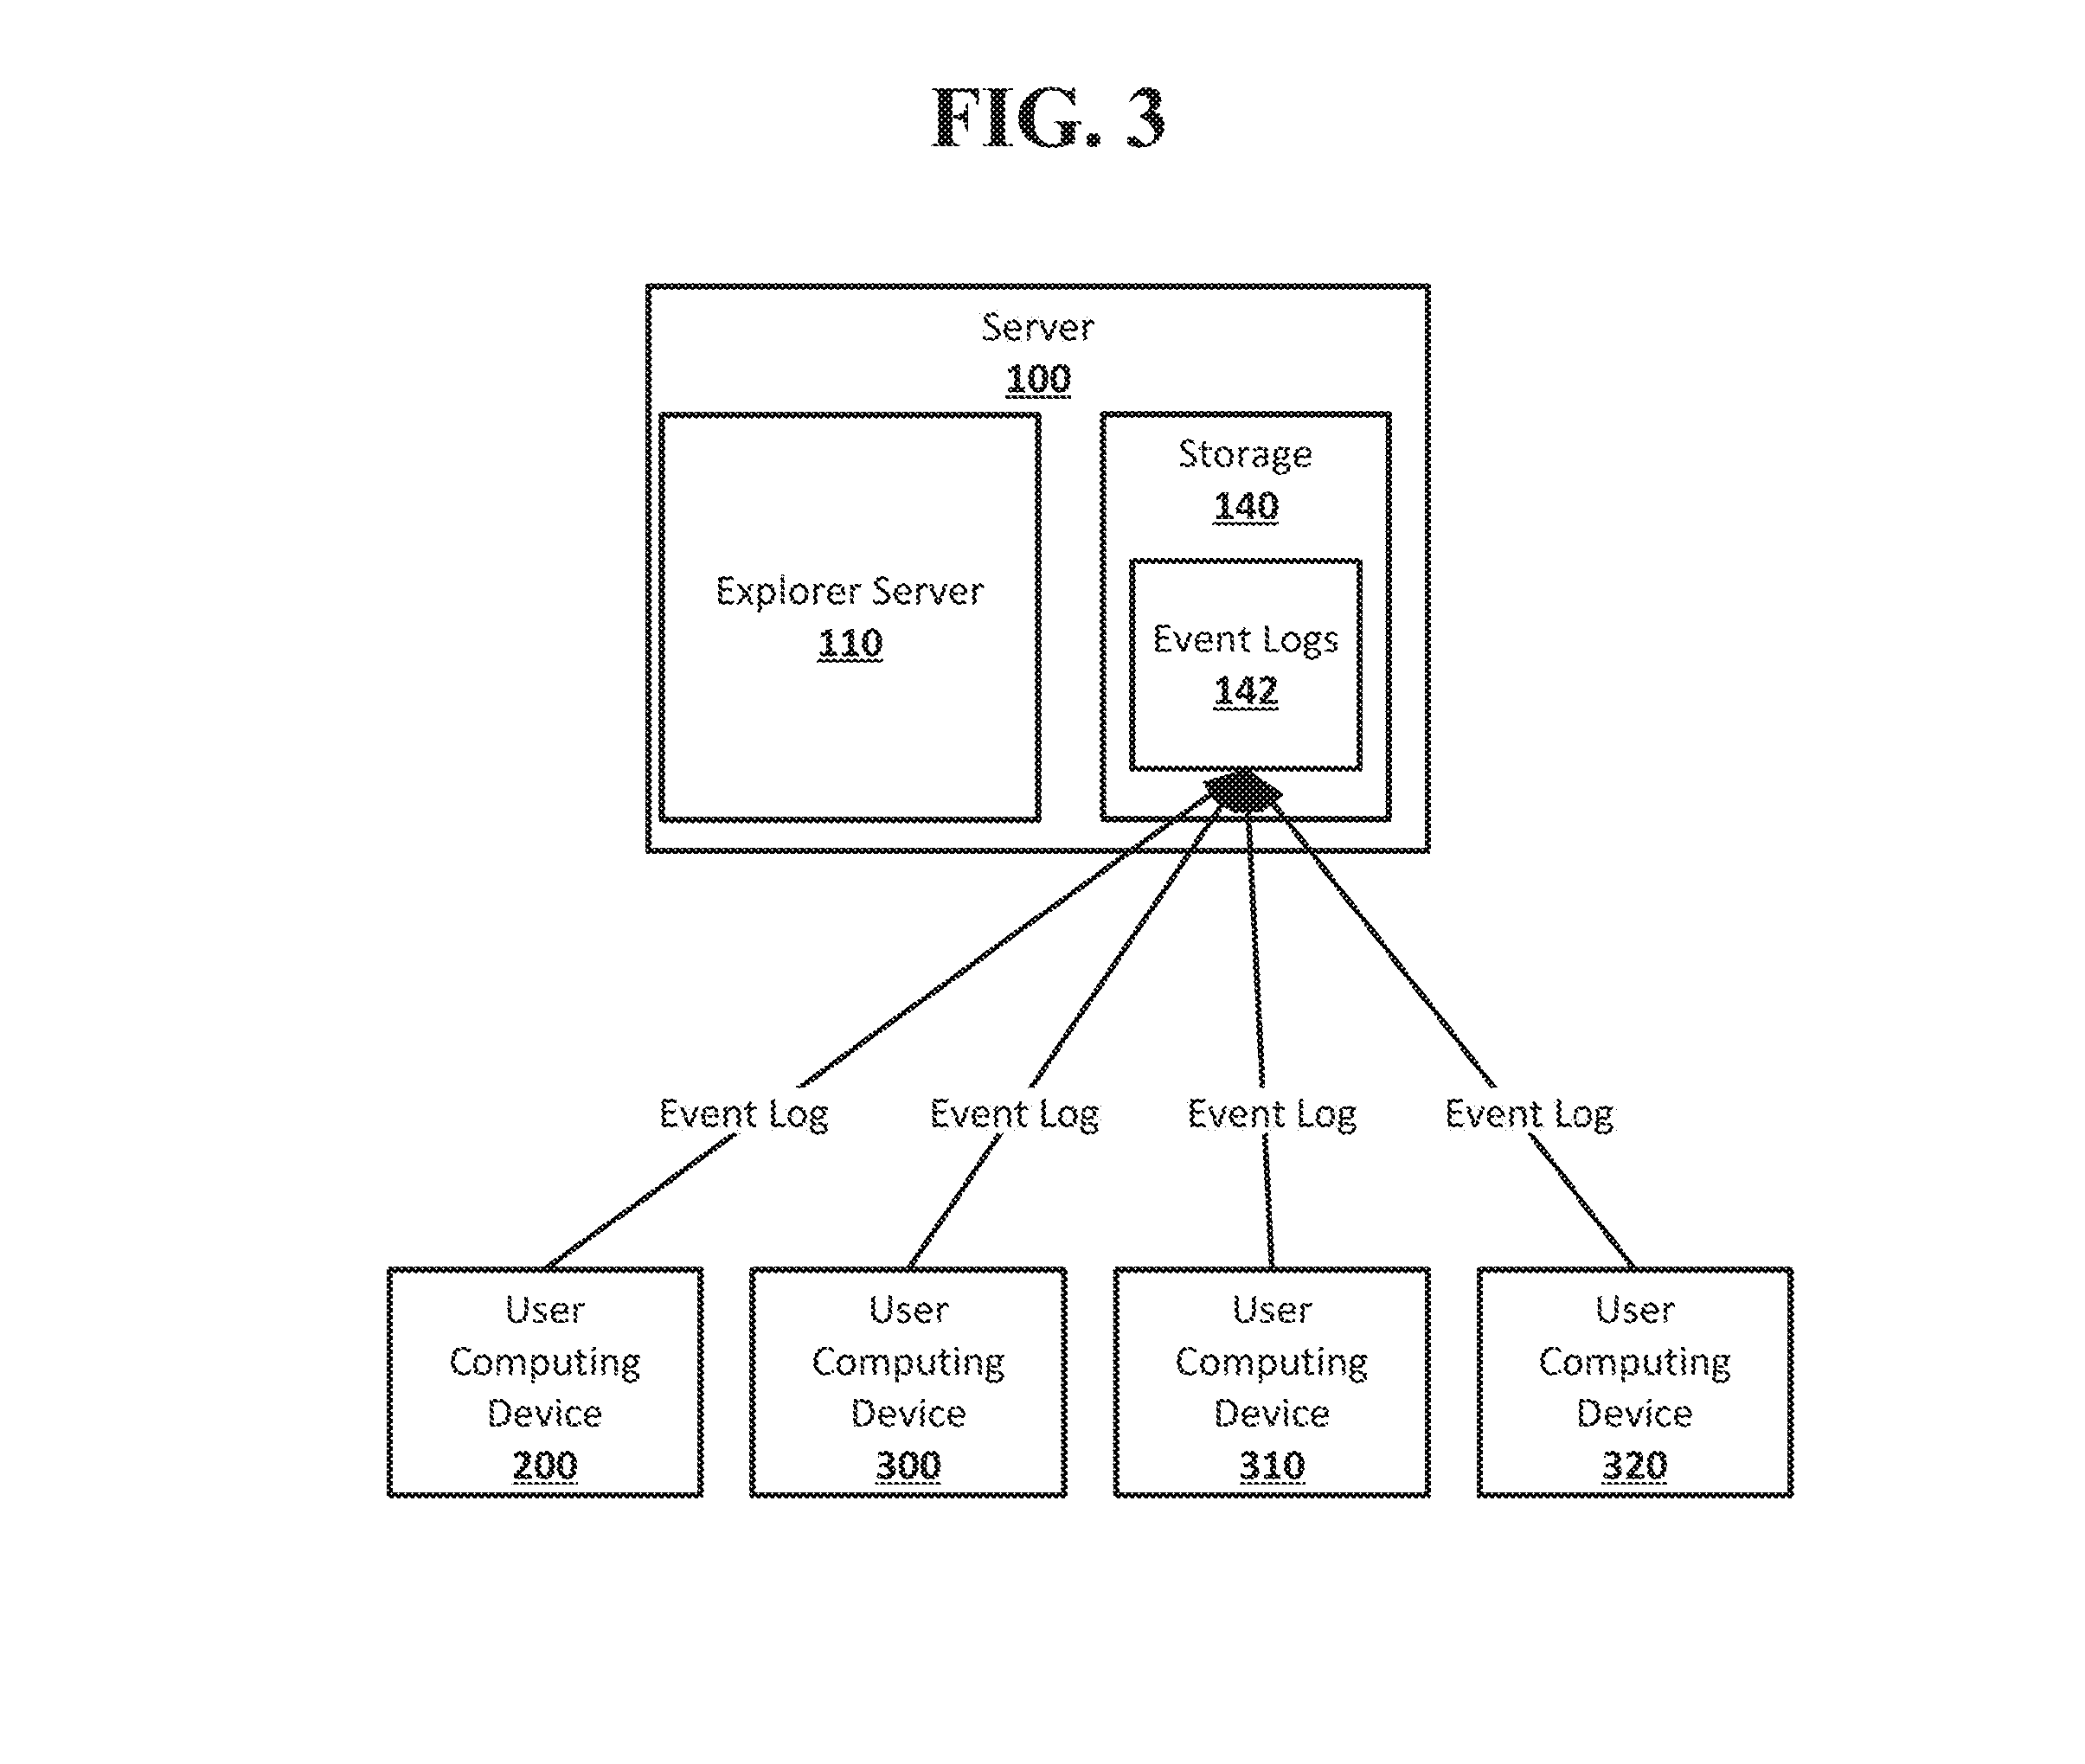 FIG. 3
Server
100
Storage
140
Explorer Server
110
Event Logs
142
Event Log
Event Log
Event Log
Event Log
User
Computing
Device
200
User
Computing
Device
300
User
Computing
Device
310
User
Computing
Device
320